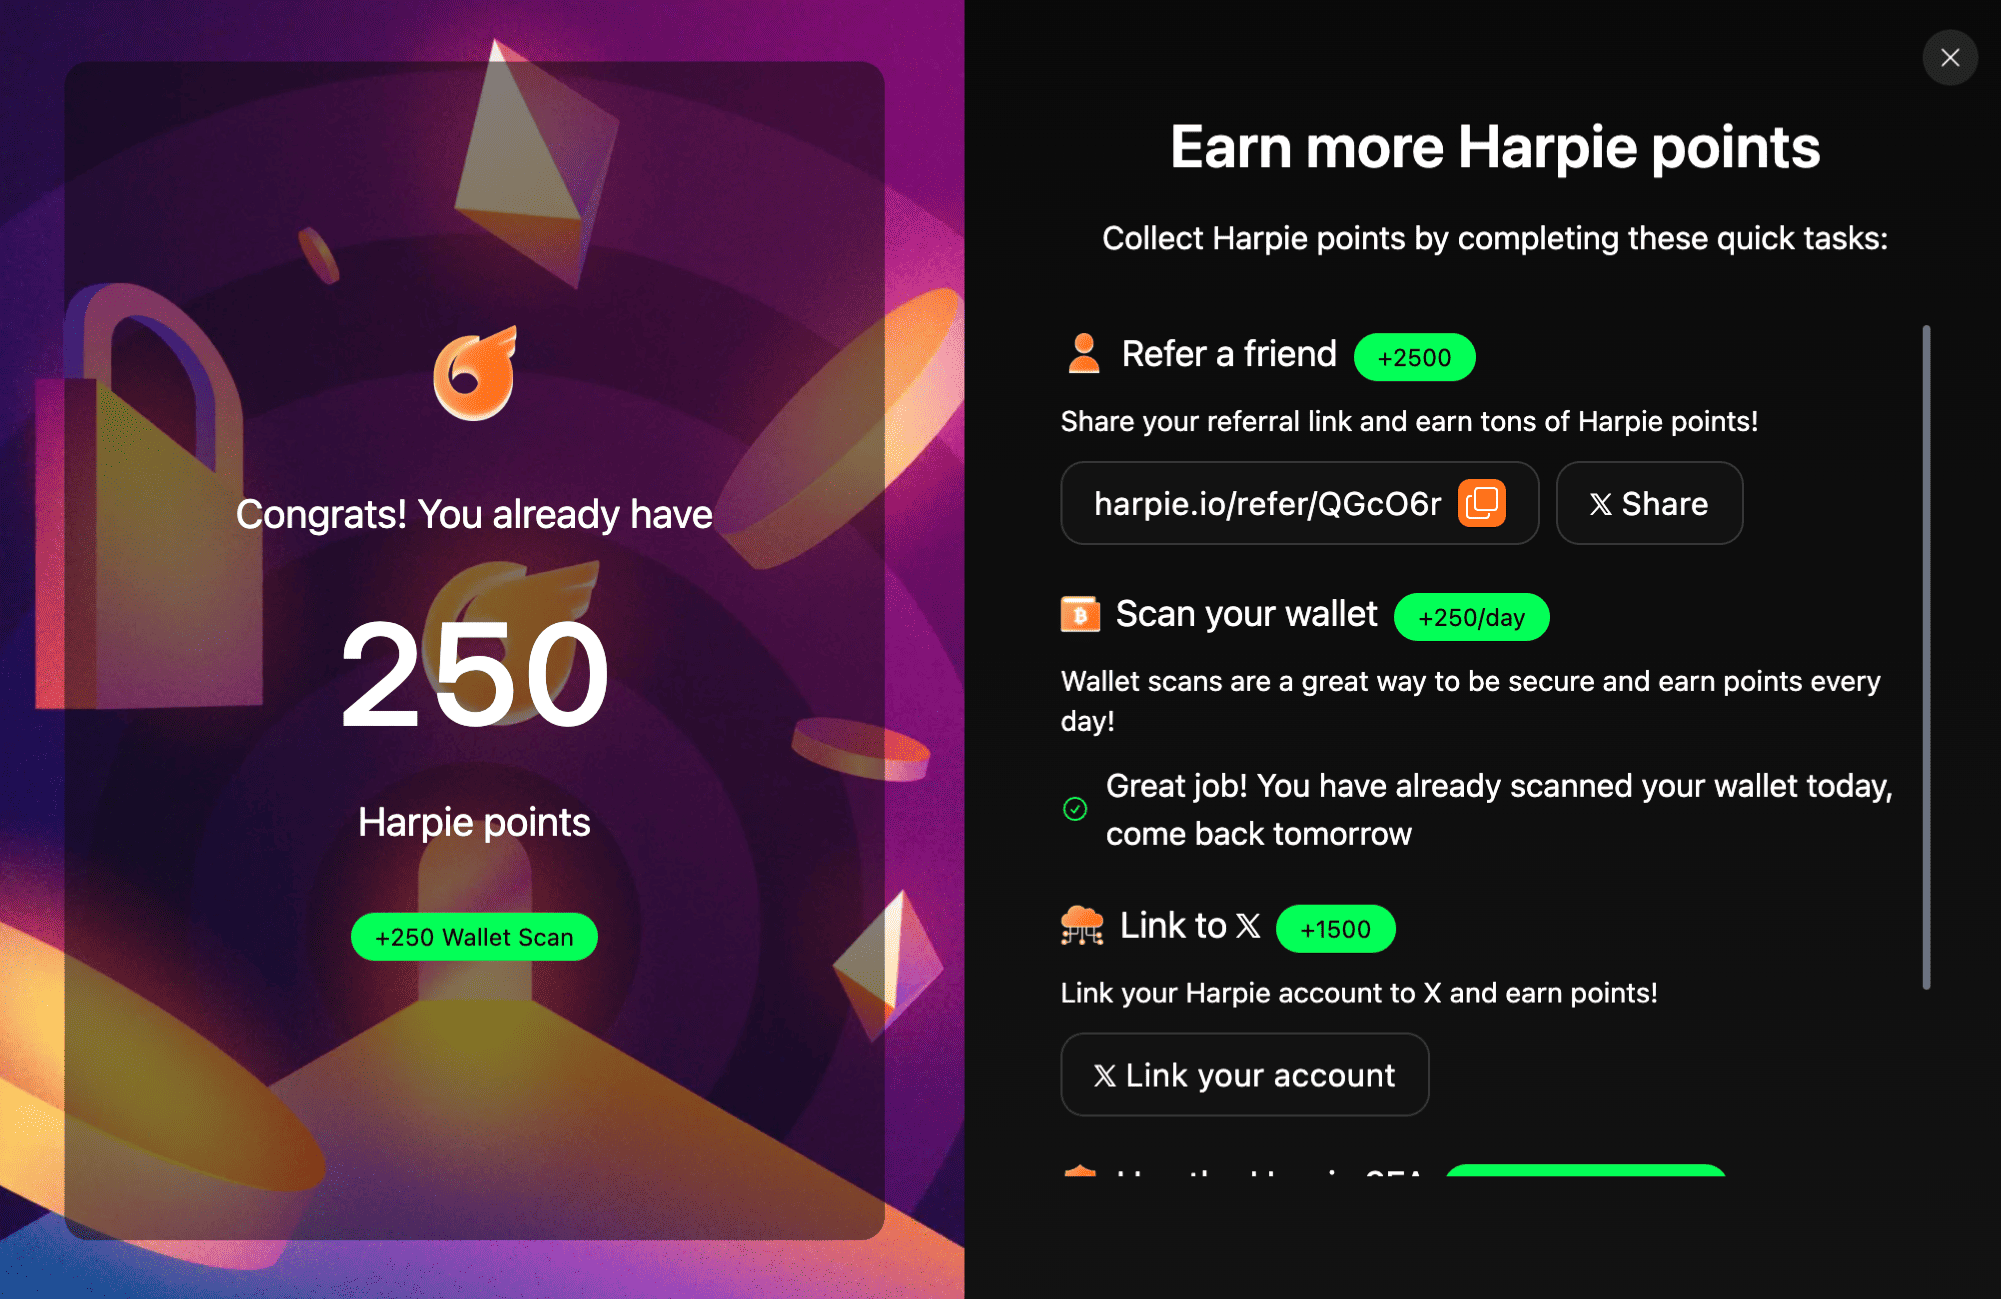 Congrats! You already have
250
Harpie points
+250 Wallet Scan
Earn more Harpie points
Collect Harpie points by completing these quick tasks:
Refer a friend +2500
Share your referral link and earn tons of Harpie points!
harpie.io/refer/QGcO6r 𝕏 Share
Scan your wallet +250/day
Wallet scans are a great way to be secure and earn points every
day!
Great job! You have already scanned your wallet today,
come back tomorrow
Link to 𝕏 +1500
Link your Harpie account to X and earn points!
𝕏 Link your account